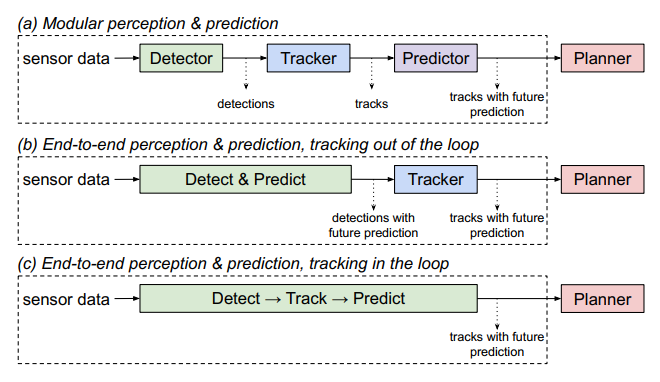 (a) Modular perception & prediction
sensor data
Detector
Tracker
Predictor
Planner
detections
tracks
tracks with future
prediction
(b) End-to-end perception & prediction, tracking out of the loop
sensor data
Detect & Predict
Tracker
Planner
detections with
future prediction
tracks with future
prediction
(c) End-to-end perception & prediction, tracking in the loop
sensor data
Detect → Track → Predict
Planner
tracks with future
prediction